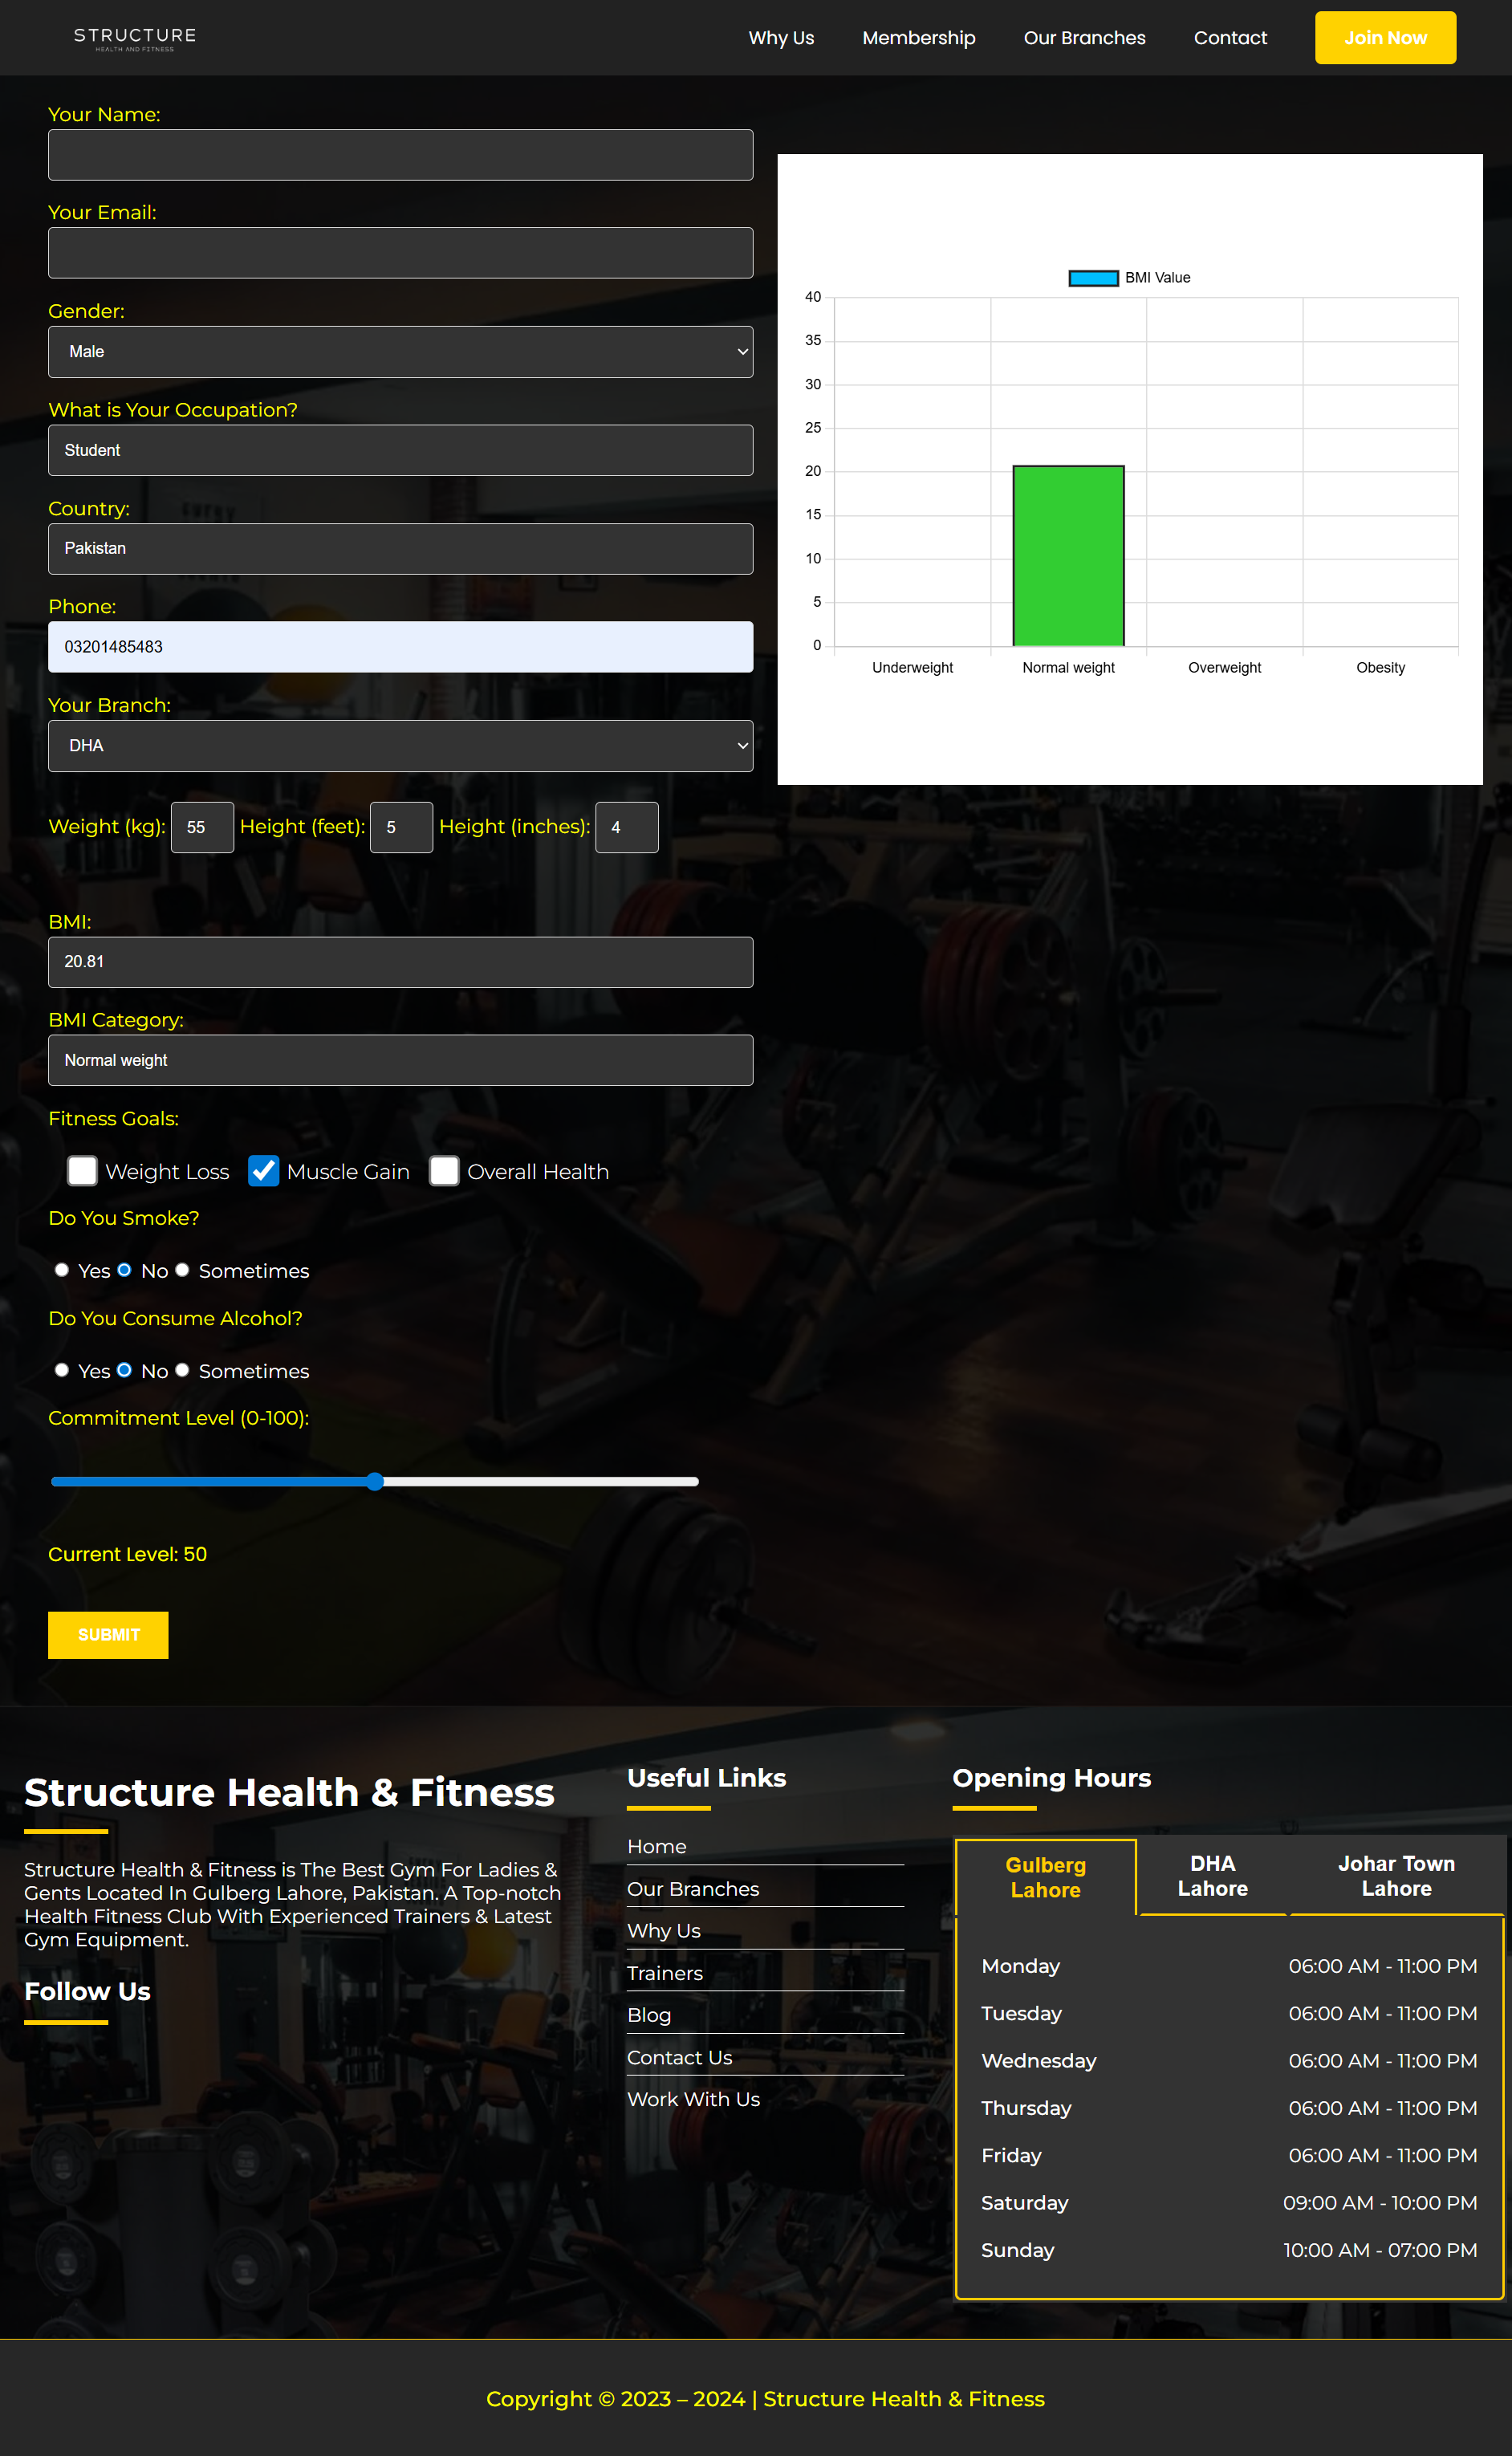 STRUCTURE
HEALTH AND FITNESS
Why Us
Membership
Our Branches
Contact
Join Now
Your Name:
Your Email:
Gender:
Male
What is Your Occupation?
Student
Country:
Pakistan
Phone:
03201485483
Your Branch:
DHA
Weight (kg): 55 Height (feet): 5 Height (inches): 4
BMI:
20.81
BMI Category:
Normal weight
Fitness Goals:
Weight Loss Muscle Gain Overall Health
Do You Smoke?
Yes No Sometimes
Do You Consume Alcohol?
Yes No Sometimes
Commitment Level (0-100):
Current Level: 50
SUBMIT
BMI Value
40
35
30
25
20
15
10
5
0
Underweight Normal weight Overweight Obesity
Structure Health & Fitness
Structure Health & Fitness is The Best Gym For Ladies &
Gents Located In Gulberg Lahore, Pakistan. A Top-notch
Health Fitness Club With Experienced Trainers & Latest
Gym Equipment.
Follow Us
Useful Links
Home
Our Branches
Why Us
Trainers
Blog
Contact Us
Work With Us
Opening Hours
Gulberg
Lahore
DHA
Lahore
Johar Town
Lahore
Monday 06:00 AM - 11:00 PM
Tuesday 06:00 AM - 11:00 PM
Wednesday 06:00 AM - 11:00 PM
Thursday 06:00 AM - 11:00 PM
Friday 06:00 AM - 11:00 PM
Saturday 09:00 AM - 10:00 PM
Sunday 10:00 AM - 07:00 PM
Copyright © 2023 – 2024 | Structure Health & Fitness